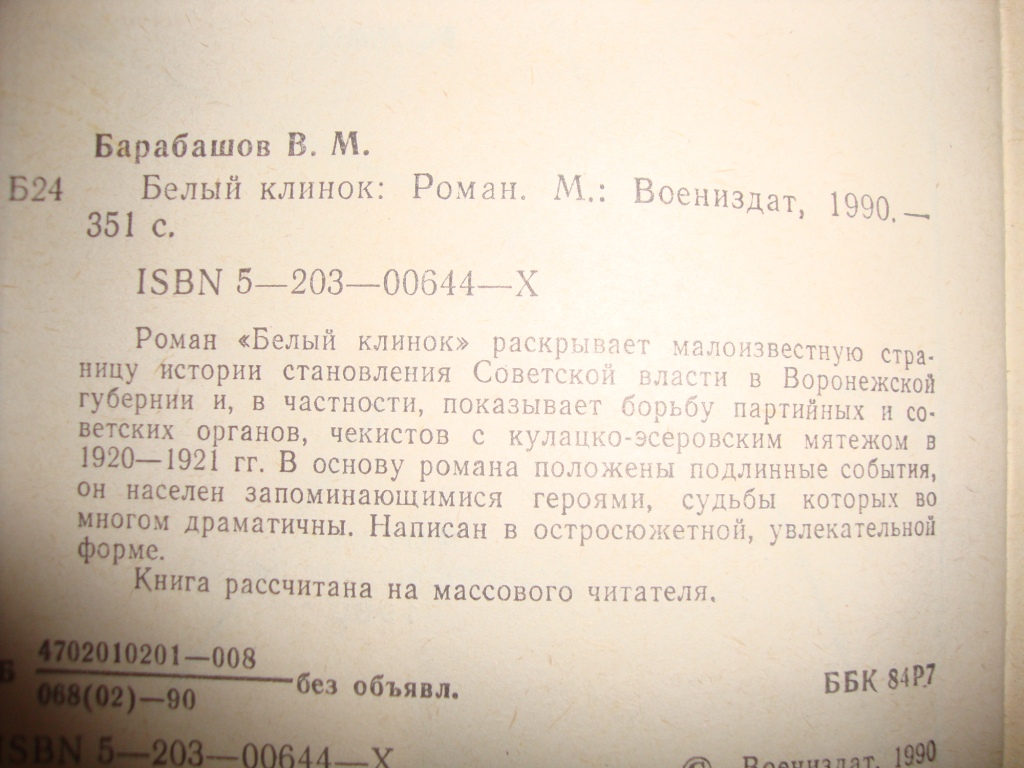 Барабашов В. М.
Б24 Белый клинок: Роман. М.: Воениздат, 1990.—
351 с.
ISBN 5—203—00644—X
Роман «Белый клинок» раскрывает малоизвестную стра-
ницу истории становления Советской власти в Воронежской
губернии и, в частности, показывает борьбу партийных и со-
ветских органов, чекистов с кулацко-эсеровским мятежом в
1920—1921 гг. В основу романа положены подлинные события,
он населен запоминающимися героями, судьбы которых во
многом драматичны. Написан в остросюжетной, увлекательной
форме.
Книга рассчитана на массового читателя.
Б 4702010201—008
068(02)—90 без объявл. ББК 84Р7
ISBN 5—203—00644—X © Воениздат, 1990